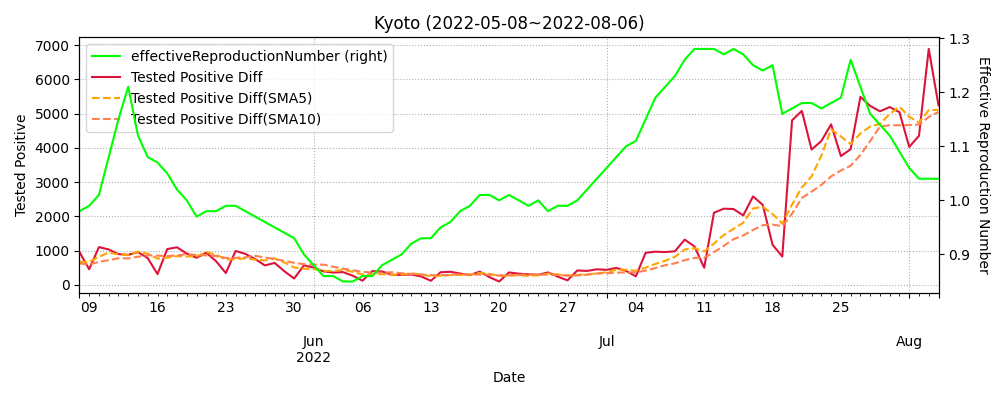 Kyoto (2022-05-08~2022-08-06)
effectiveReproductionNumber (right)
Tested Positive Diff
Tested Positive Diff(SMA5)
Tested Positive Diff(SMA10)
Tested Positive
7000
6000
5000
4000
3000
2000
1000
0
1.3
1.2
1.1
1.0
0.9
Effective Reproduction Number
09 16 23 30 06 13 20 27 04 11 18 25
Jun Jul Aug
2022
Date